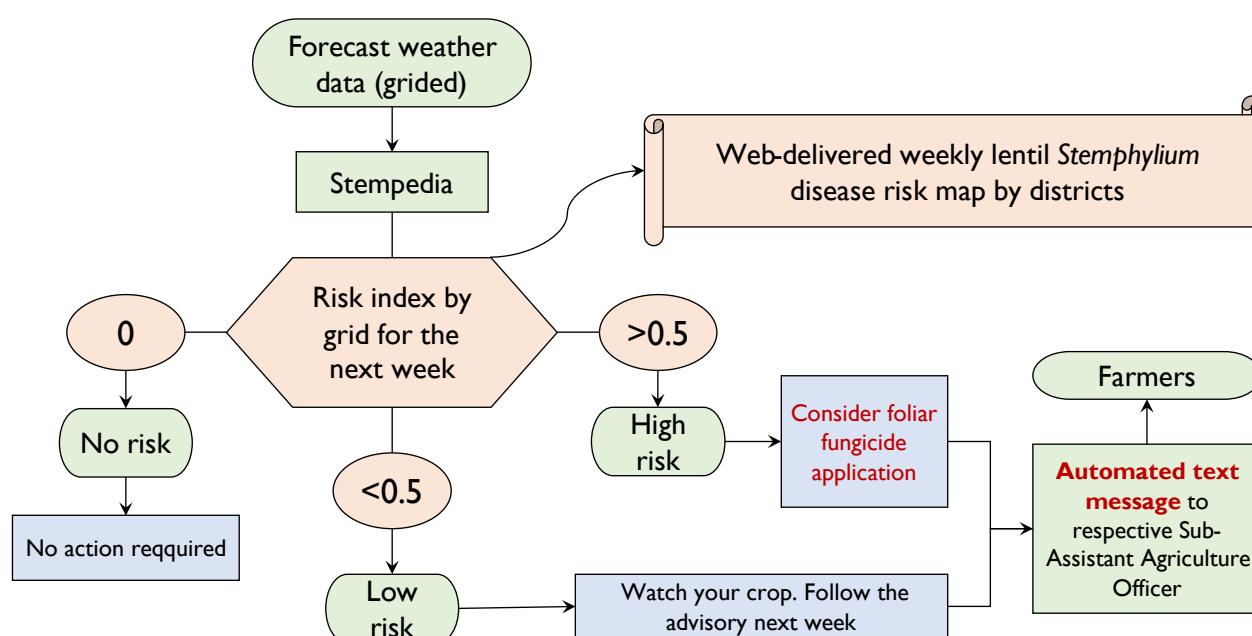 Forecast weather
data (grided)
Stempedia
Web-delivered weekly lentil Stemphylium
disease risk map by districts
Risk index by
grid for the
next week
0
>0.5
<0.5
No risk
No action reqquired
High
risk
Consider foliar
fungicide
application
Low
risk
Watch your crop. Follow the
advisory next week
Automated text
message to
respective Sub-
Assistant Agriculture
Officer
Farmers